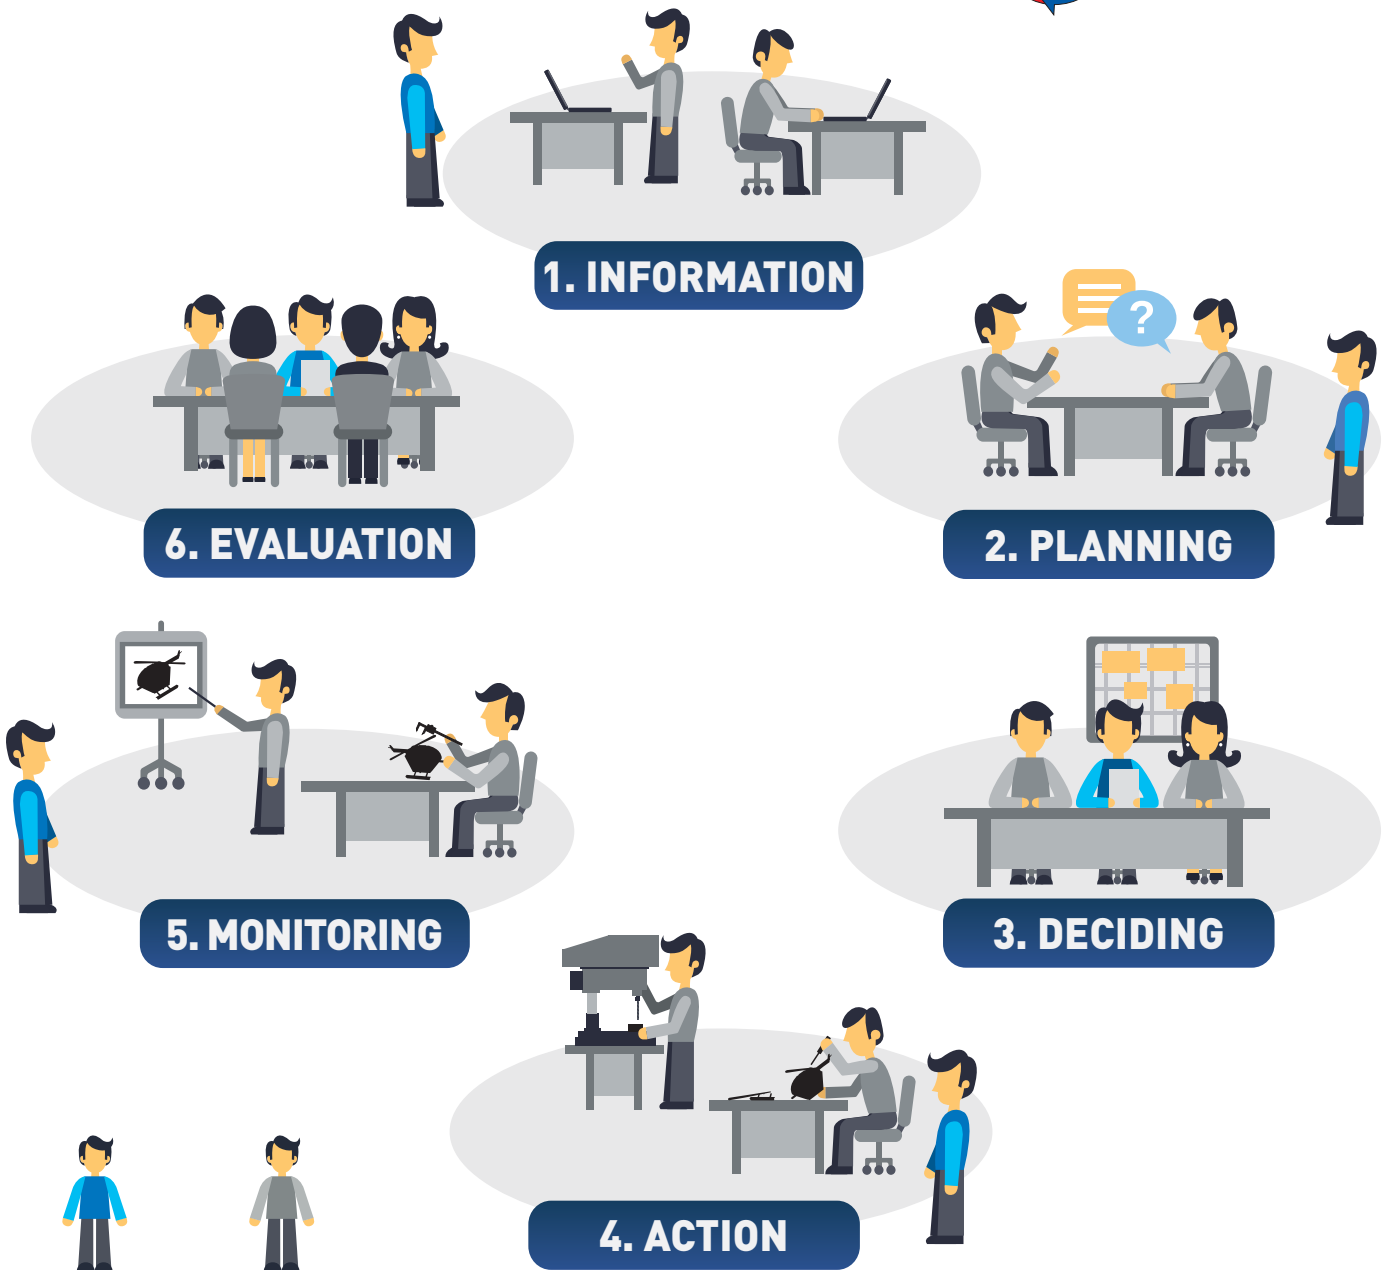 1. INFORMATION
?
2. PLANNING
3. DECIDING
4. ACTION
5. MONITORING
6. EVALUATION